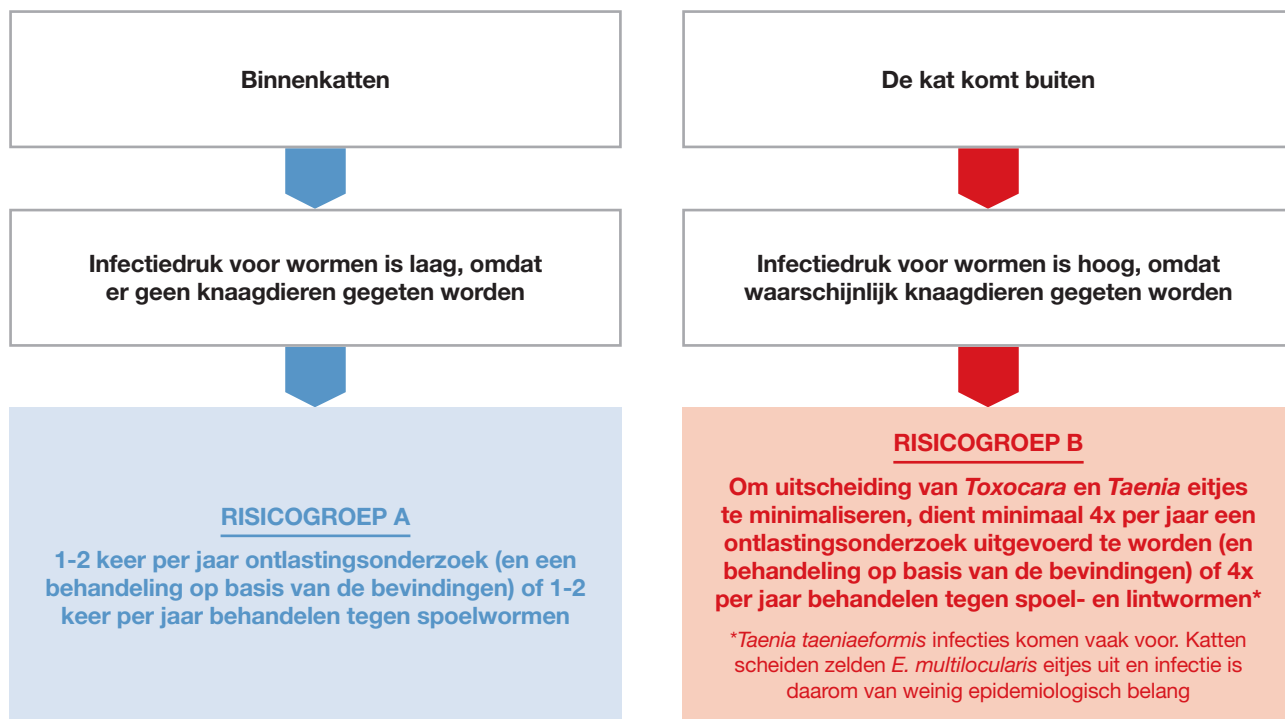 Binnenkatten
De kat komt buiten
Infectiedruk voor wormen is laag, omdat
er geen knaagdieren gegeten worden
Infectiedruk voor wormen is hoog, omdat
waarschijnlijk knaagdieren gegeten worden
RISICOGROEP A
1-2 keer per jaar ontlastingsonderzoek (en een
behandeling op basis van de bevindingen) of 1-2
keer per jaar behandelen tegen spoelwormen
RISICOGROEP B
Om uitscheiding van Toxocara en Taenia eitjes
te minimaliseren, dient minimaal 4x per jaar een
ontlastingsonderzoek uitgevoerd te worden (en
behandeling op basis van de bevindingen) of 4x
per jaar behandelen tegen spoel- en lintwormen*
*Taenia taeniaeformis infecties komen vaak voor. Katten
scheiden zelden E. multilocularis eitjes uit en infectie is
daarom van weinig epidemiologisch belang